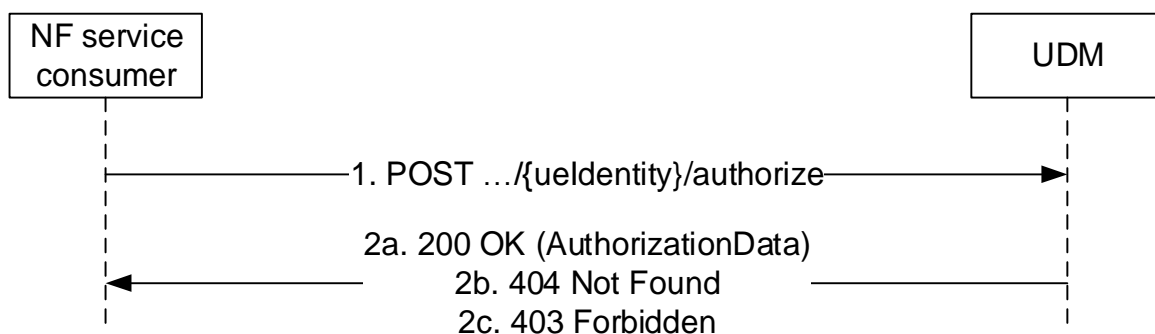 NF service
consumer
UDM
1. POST …/{ueIdentity}/authorize
2a. 200 OK (AuthorizationData)
2b. 404 Not Found
2c. 403 Forbidden